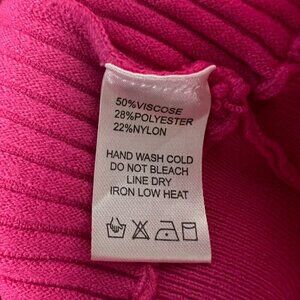 50%VISCOSE
28%POLYESTER
22%NYLON
HAND WASH COLD
DO NOT BLEACH
LINE DRY
IRON LOW HEAT